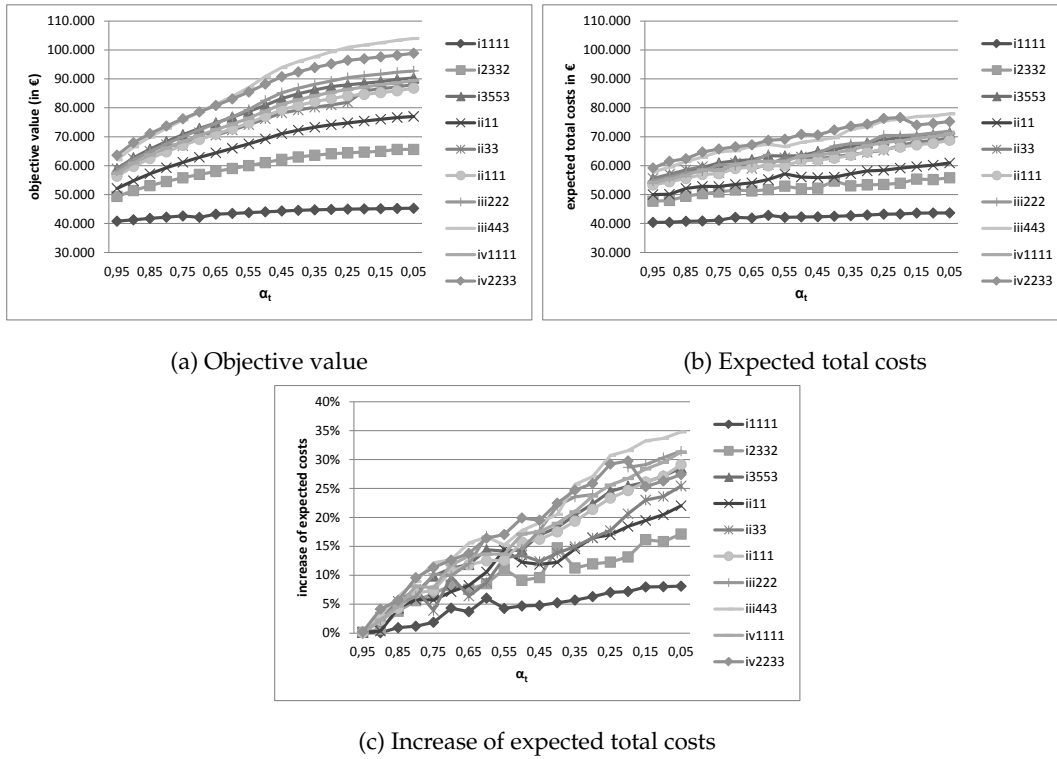 110.000
100.000
90.000
80.000
70.000
60.000
50.000
40.000
30.000
objective value (in €)
0,95 0,85 0,75 0,65 0,55 0,45 0,35 0,25 0,15 0,05
αt
i1111
i2332
i3553
ii11
ii33
ii111
iii222
iii443
iv1111
iv2233
(a) Objective value
110.000
100.000
90.000
80.000
70.000
60.000
50.000
40.000
30.000
expected total costs in €
0,95 0,85 0,75 0,65 0,55 0,45 0,35 0,25 0,15 0,05
αt
i1111
i2332
i3553
ii11
ii33
ii111
iii222
iii443
iv1111
iv2233
(b) Expected total costs
40%
35%
30%
25%
20%
15%
10%
5%
0%
increase of expected costs
0,95 0,85 0,75 0,65 0,55 0,45 0,35 0,25 0,15 0,05
αt
i1111
i2332
i3553
ii11
ii33
ii111
iii222
iii443
iv1111
iv2233
(c) Increase of expected total costs